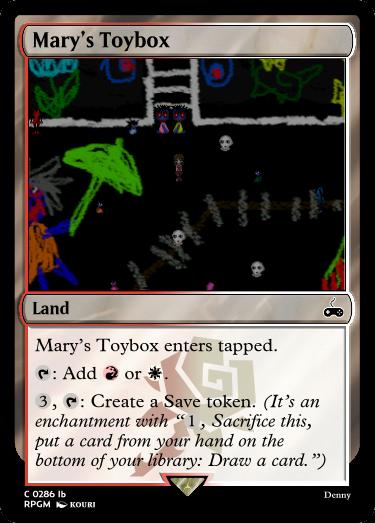 Mary's Toybox
Land
Mary's Toybox enters tapped.
: Add or .
3, : Create a Save token. (It's an
enchantment with "1, Sacrifice this,
put a card from your hand on the
bottom of your library: Draw a card.")
C 0286 Ib
RPGM KOURI
Denny